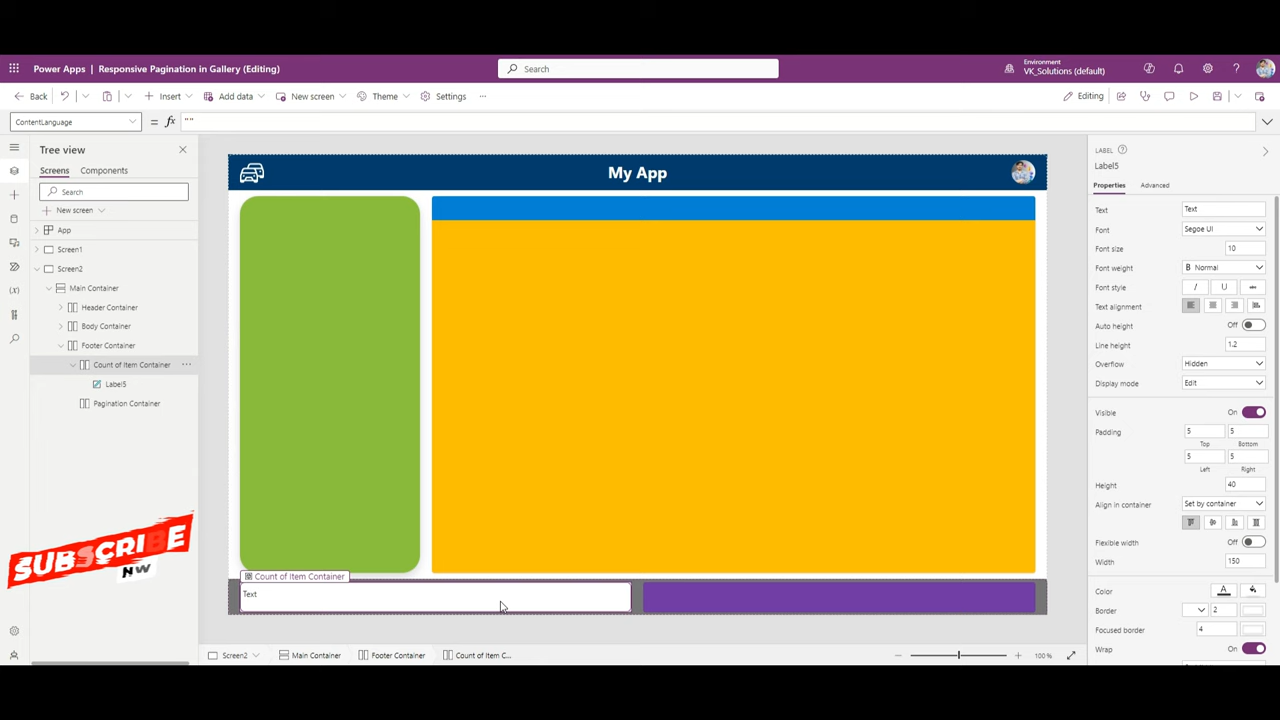 Power Apps | Responsive Pagination in Gallery (Editing)
Search
Environment
VK_Solutions (default)
Back
Insert
Add data
New screen
Theme
Settings
Editing
ContentLanguage
= fx ""
Tree view
Screens
Components
Search
New screen
App
Screen1
Screen2
Main Container
Header Container
Body Container
Footer Container
Count of Item Container
Label5
Pagination Container
SUBSCRIBE
NW
My App
Count of Item Container
Text
Screen2
Main Container
Footer Container
Count of Item C...
100 %
LABEL
Label5
Properties
Advanced
Text Text
Font Segoe UI
Font size 10
Font weight B Normal
Font style / U abc
Text alignment
Auto height Off
Line height 1.2
Overflow Hidden
Display mode Edit
Visible On
Padding 5 5
Top Bottom
5 5
Left Right
Height 40
Align in container Set by container
Flexible width Off
Width 150
Color A
Border 2
Focused border 4
Wrap On